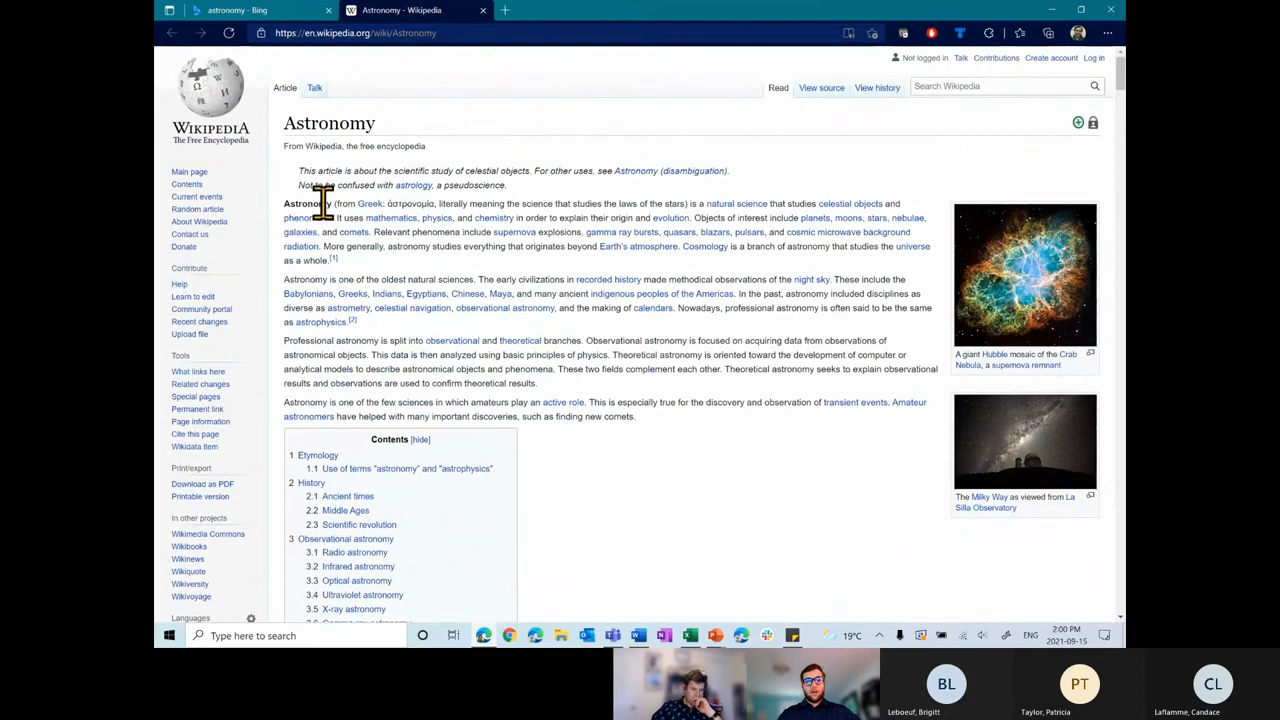 astronomy - Bing
Astronomy - Wikipedia
https://en.wikipedia.org/wiki/Astronomy
Not logged in Talk Contributions Create account Log in
Article Talk
Read View source View history
Search Wikipedia
WIKIPEDIA
The Free Encyclopedia
Main page
Contents
Current events
Random article
About Wikipedia
Contact us
Donate
Contribute
Help
Learn to edit
Community portal
Recent changes
Upload file
Tools
What links here
Related changes
Special pages
Permanent link
Page information
Cite this page
Wikidata item
Print/export
Download as PDF
Printable version
In other projects
Wikimedia Commons
Wikibooks
Wikinews
Wikiquote
Wikiversity
Wikivoyage
Languages
Astronomy
From Wikipedia, the free encyclopedia
This article is about the scientific study of celestial objects. For other uses, see Astronomy (disambiguation).
Not to be confused with astrology, a pseudoscience.
Astronomy (from Greek: ἀστρονομία, literally meaning the science that studies the laws of the stars) is a natural science that studies celestial objects and
It uses mathematics, physics, and chemistry in order to explain their origin and evolution. Objects of interest include planets, moons, stars, nebulae,
galaxies, and comets. Relevant phenomena include supernova explosions, gamma ray bursts, quasars, blazars, pulsars, and cosmic microwave background
radiation. More generally, astronomy studies everything that originates beyond Earth's atmosphere. Cosmology is a branch of astronomy that studies the universe
as a whole.[1]
Astronomy is one of the oldest natural sciences. The early civilizations in recorded history made methodical observations of the night sky. These include the
Babylonians, Greeks, Indians, Egyptians, Chinese, Maya, and many ancient indigenous peoples of the Americas. In the past, astronomy included disciplines as
diverse as astrometry, celestial navigation, observational astronomy, and the making of calendars. Nowadays, professional astronomy is often said to be the same
as astrophysics.[2]
Professional astronomy is split into observational and theoretical branches. Observational astronomy is focused on acquiring data from observations of
astronomical objects. This data is then analyzed using basic principles of physics. Theoretical astronomy is oriented toward the development of computer or
analytical models to describe astronomical objects and phenomena. These two fields complement each other. Theoretical astronomy seeks to explain observational
results and observations are used to confirm theoretical results.
Astronomy is one of the few sciences in which amateurs play an active role. This is especially true for the discovery and observation of transient events. Amateur
astronomers have helped with many important discoveries, such as finding new comets.
Contents [hide]
1 Etymology
1.1 Use of terms "astronomy" and "astrophysics"
2 History
2.1 Ancient times
2.2 Middle Ages
2.3 Scientific revolution
3 Observational astronomy
3.1 Radio astronomy
3.2 Infrared astronomy
3.3 Optical astronomy
3.4 Ultraviolet astronomy
3.5 X-ray astronomy
A giant Hubble mosaic of the Crab
Nebula, a supernova remnant
The Milky Way as viewed from La
Silla Observatory
Type here to search
19°C
ENG
2:00 PM
2021-09-15
BL
PT
CL
Leboeuf, Brigitt
Taylor, Patricia
Laflamme, Candace